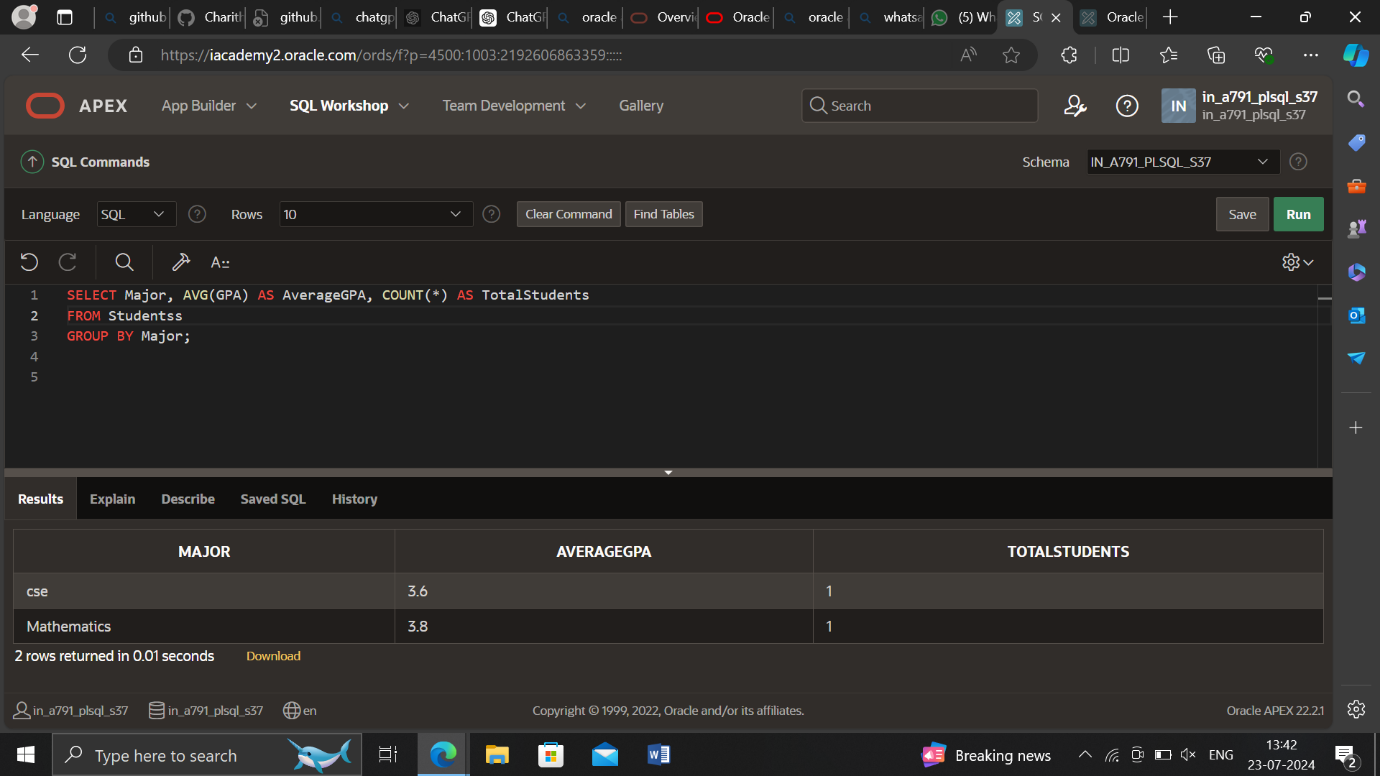 github
Charith
github
chatgp
ChatGP
ChatGP
oracle
Overvi
Oracle
oracle
whatsa
(5) Wh
Oracle
https://iacademy2.oracle.com/ords/f?p=4500:1003:2192606863359:::::
APEX App Builder SQL Workshop Team Development Gallery Search IN in_a791_plsql_s37
in_a791_plsql_s37
SQL Commands Schema IN_A791_PLSQL_S37
Language SQL Rows 10 Clear Command Find Tables Save Run
1 SELECT Major, AVG(GPA) AS AverageGPA, COUNT(*) AS TotalStudents
2 FROM Studentss
3 GROUP BY Major;
4
5
Results Explain Describe Saved SQL History
MAJOR AVERAGEGPA TOTALSTUDENTS
cse 3.6 1
Mathematics 3.8 1
2 rows returned in 0.01 seconds Download
in_a791_plsql_s37 in_a791_plsql_s37 en Copyright © 1999, 2022, Oracle and/or its affiliates. Oracle APEX 22.2.1
Type here to search Breaking news ENG 13:42
23-07-2024 2